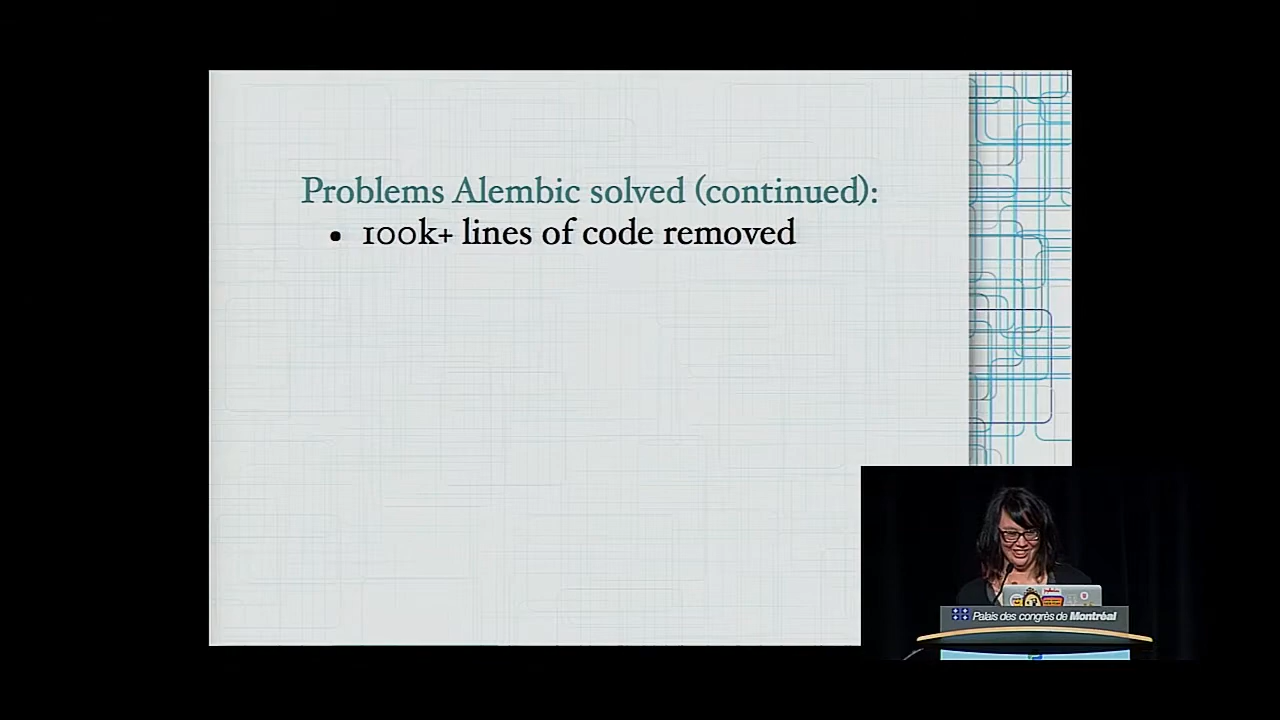 Problems Alembic solved (continued):
• 100k+ lines of code removed
Palais des congrès de Montréal